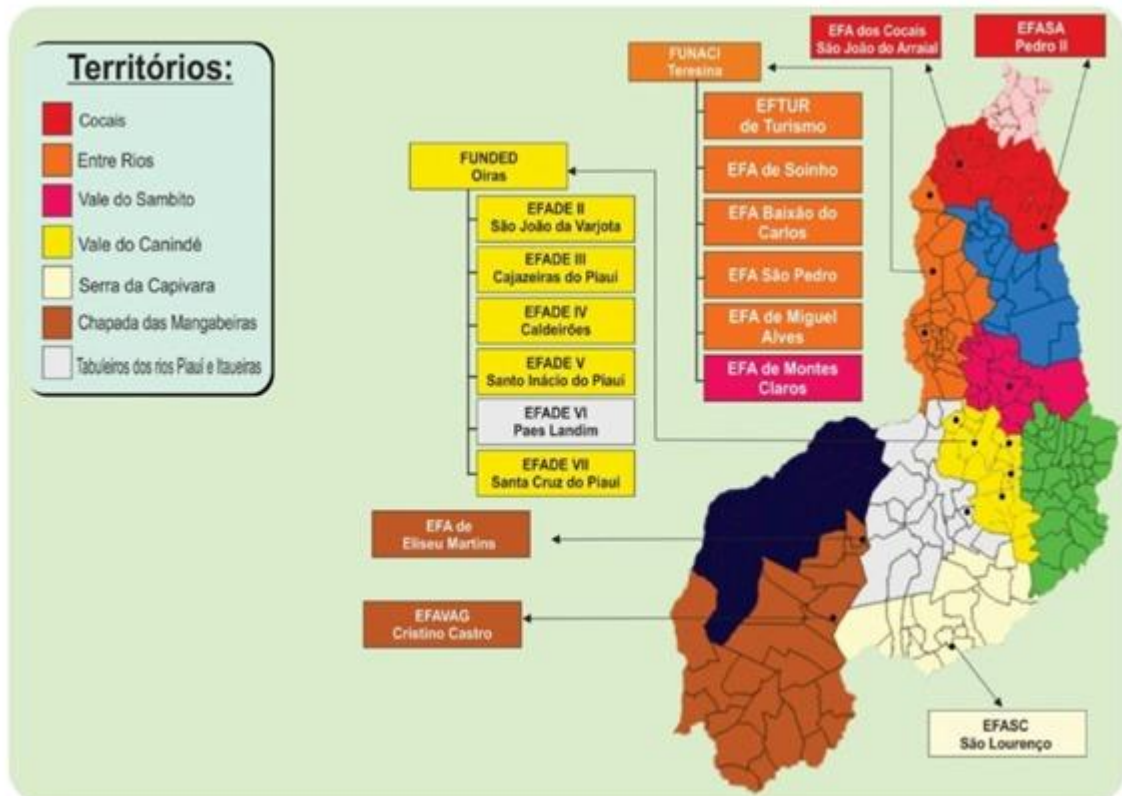 Territórios:
Cocais
Entre Rios
Vale do Sambito
Vale do Canindé
Serra da Capivara
Chapada das Mangabeiras
Tabuleiros dos rios Piauí e Itaueiras
FUNDED
Oiras
EFADE II
São João da Varjota
EFADE III
Cajazeiras do Piauí
EFADE IV
Caldeirões
EFADE V
Santo Inácio do Piauí
EFADE VI
Paes Landim
EFADE VII
Santa Cruz do Piauí
FUNACI
Teresina
EFTUR
de Turismo
EFA de Soinho
EFA Baixão do
Carlos
EFA São Pedro
EFA de Miguel
Alves
EFA de Montes
Claros
EFA dos Cocais
São João do Arraial
EFASA
Pedro II
EFA de
Eliseu Martins
EFAVAG
Cristino Castro
EFASC
São Lourenço